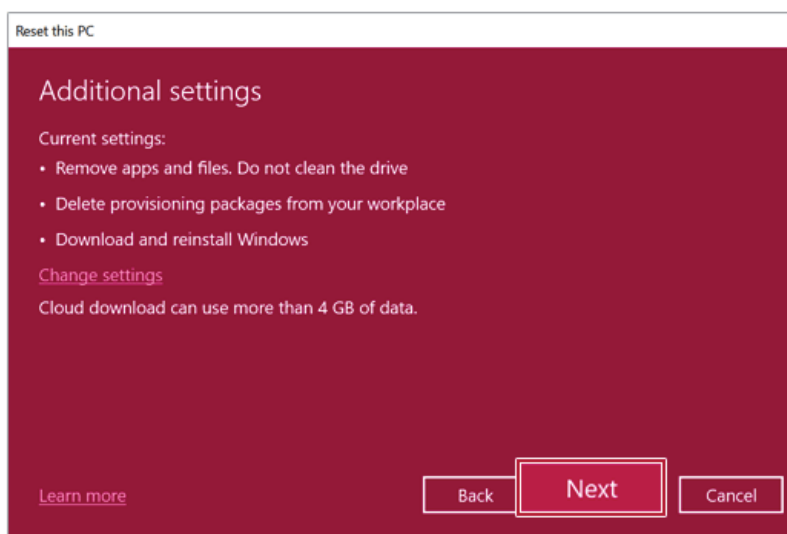 Reset this PC
Additional settings
Current settings:
• Remove apps and files. Do not clean the drive
• Delete provisioning packages from your workplace
• Download and reinstall Windows
Change settings
Cloud download can use more than 4 GB of data.
Learn more
Back
Next
Cancel